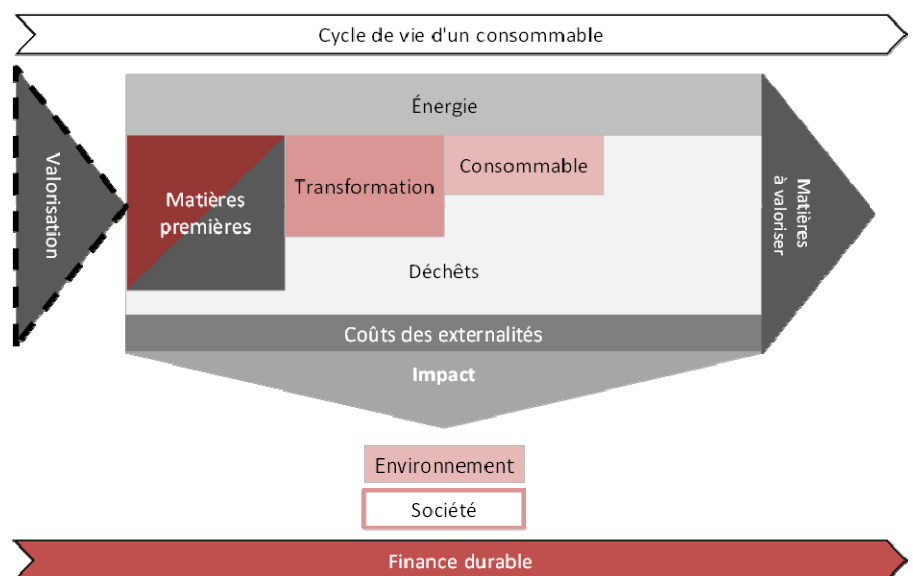 Cycle de vie d'un consommable
Énergie
Valorisation
Matières
premières
Transformation
Consommable
Matières
à valoriser
Déchêts
Coûts des externalités
Impact
Environnement
Société
Finance durable